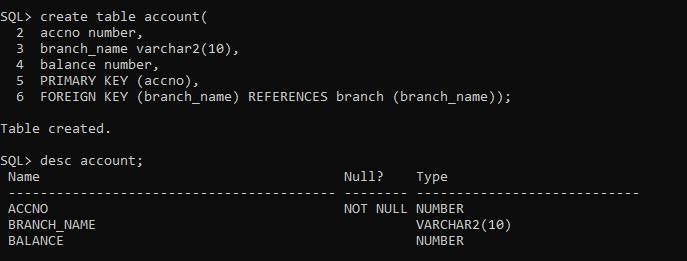 SQL> create table account(
  2  accno number,
  3  branch_name varchar2(10),
  4  balance number,
  5  PRIMARY KEY (accno),
  6  FOREIGN KEY (branch_name) REFERENCES branch (branch_name));
Table created.
SQL> desc account;
 Name                                      Null?    Type
 ----------------------------------------- -------- ----------------------------
 ACCNO                                     NOT NULL NUMBER
 BRANCH_NAME                                        VARCHAR2(10)
 BALANCE                                            NUMBER